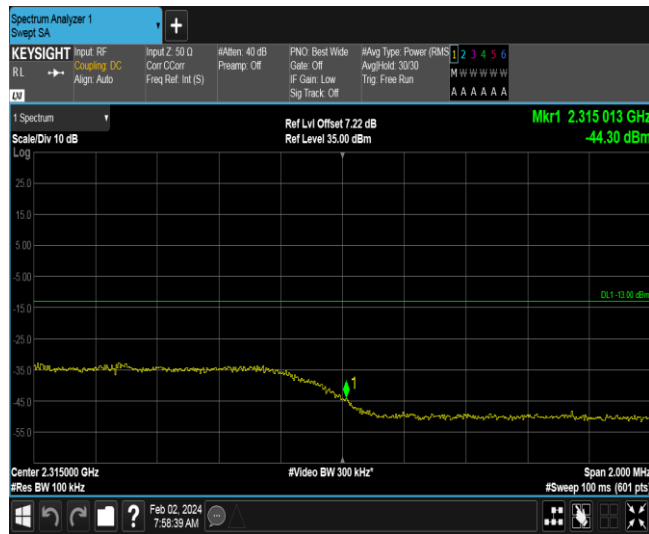 Spectrum Analyzer 1
Swept SA
+
KEYSIGHT
RL
LXI
Input: RF
Coupling: DC
Align: Auto
Input Z: 50 Ω
Corr CCorr
Freq Ref: Int (S)
#Atten: 40 dB
Preamp: Off
PNO: Best Wide
Gate: Off
IF Gain: Low
Sig Track: Off
#Avg Type: Power (RMS
Avg|Hold: 30/30
Trig: Free Run
1 2 3 4 5 6
M W W W W W
A A A A A A
1 Spectrum
Scale/Div 10 dB
Ref Lvl Offset 7.22 dB
Ref Level 35.00 dBm
Mkr1 2.315 013 GHz
-44.30 dBm
Log
25.0
15.0
5.00
-5.00
DL1 -13.00 dBm
-15.0
-25.0
-35.0
1
-45.0
-55.0
Center 2.315000 GHz
#Res BW 100 kHz
#Video BW 300 kHz*
Span 2.000 MHz
#Sweep 100 ms (601 pts
?
Feb 02, 2024
7:58:39 AM